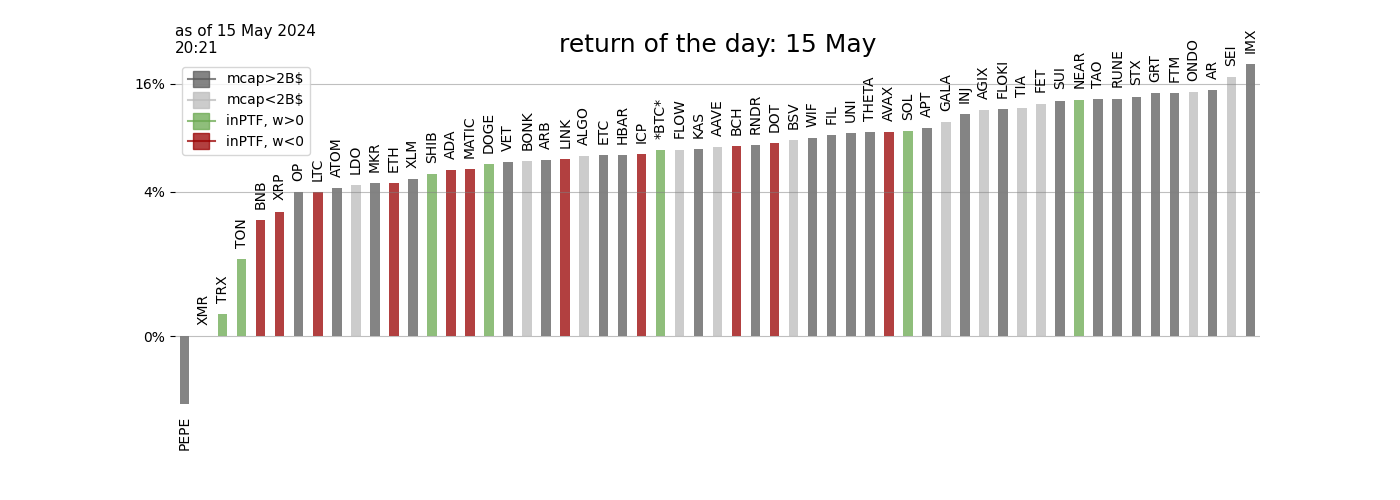 as of 15 May 2024
20:21
return of the day: 15 May
mcap>2B$
mcap<2B$
inPTF, w>0
inPTF, w<0
16%
4%
0%
PEPE
XMR
TRX
TON
BNB
XRP
OP
LTC
ATOM
LDO
MKR
ETH
XLM
SHIB
ADA
MATIC
DOGE
VET
BONK
ARB
LINK
ALGO
ETC
HBAR
ICP
*BTC*
FLOW
KAS
AAVE
BCH
RNDR
DOT
BSV
WIF
FIL
UNI
THETA
AVAX
SOL
APT
GALA
INJ
AGIX
FLOKI
TIA
FET
SUI
NEAR
TAO
RUNE
STX
GRT
FTM
ONDO
AR
SEI
IMX